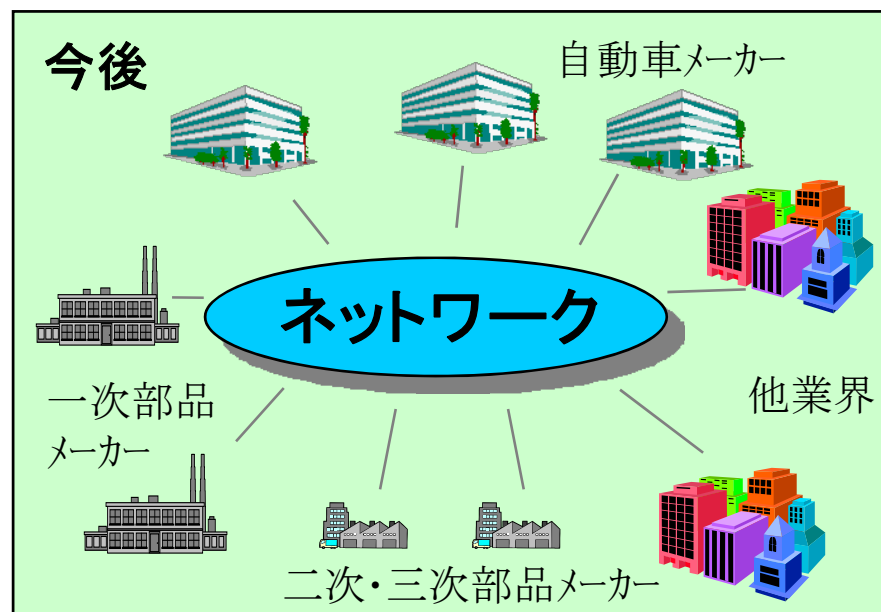 今後
自動車メーカー
ネットワーク
一次部品
メーカー
他業界
二次・三次部品メーカー